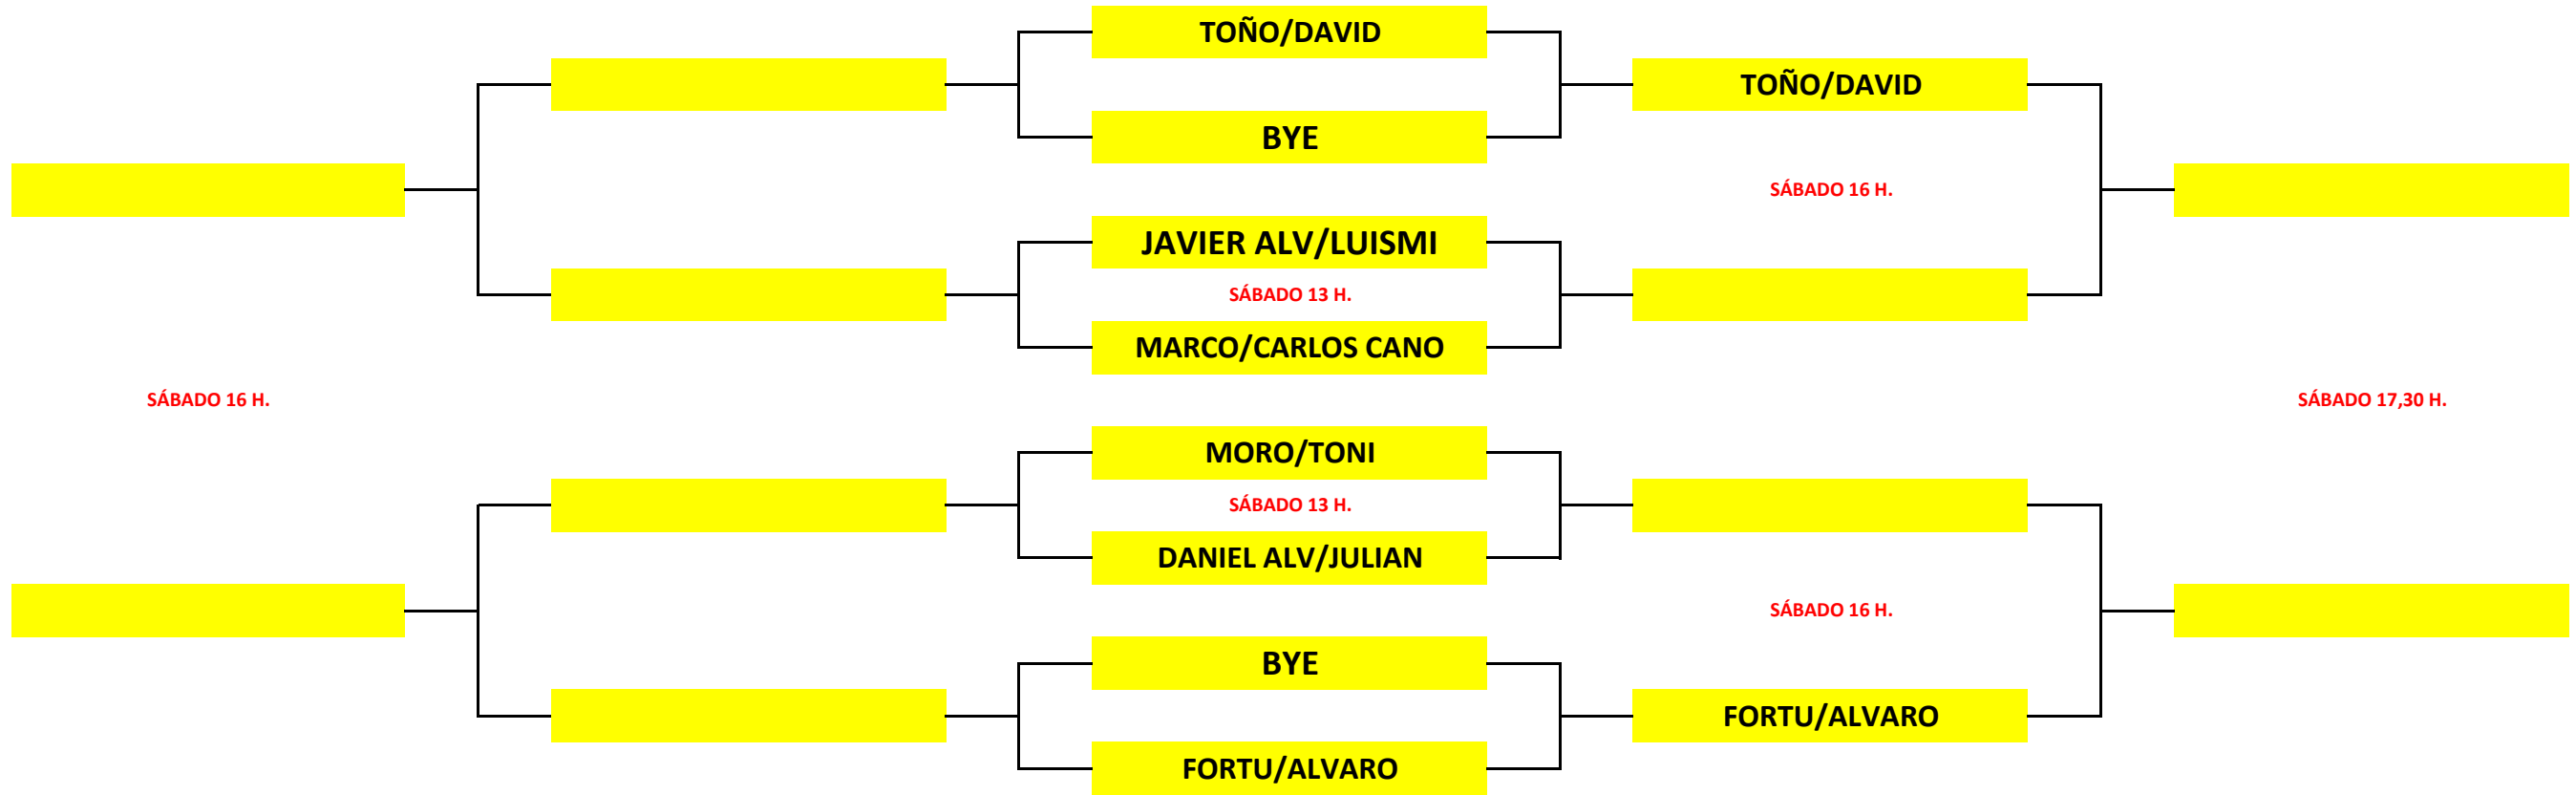 TOÑO/DAVID
TOÑO/DAVID
BYE
SÁBADO 16 H.
JAVIER ALV/LUISMI
SÁBADO 13 H.
MARCO/CARLOS CANO
SÁBADO 16 H.
SÁBADO 17,30 H.
MORO/TONI
SÁBADO 13 H.
DANIEL ALV/JULIAN
SÁBADO 16 H.
BYE
FORTU/ALVARO
FORTU/ALVARO